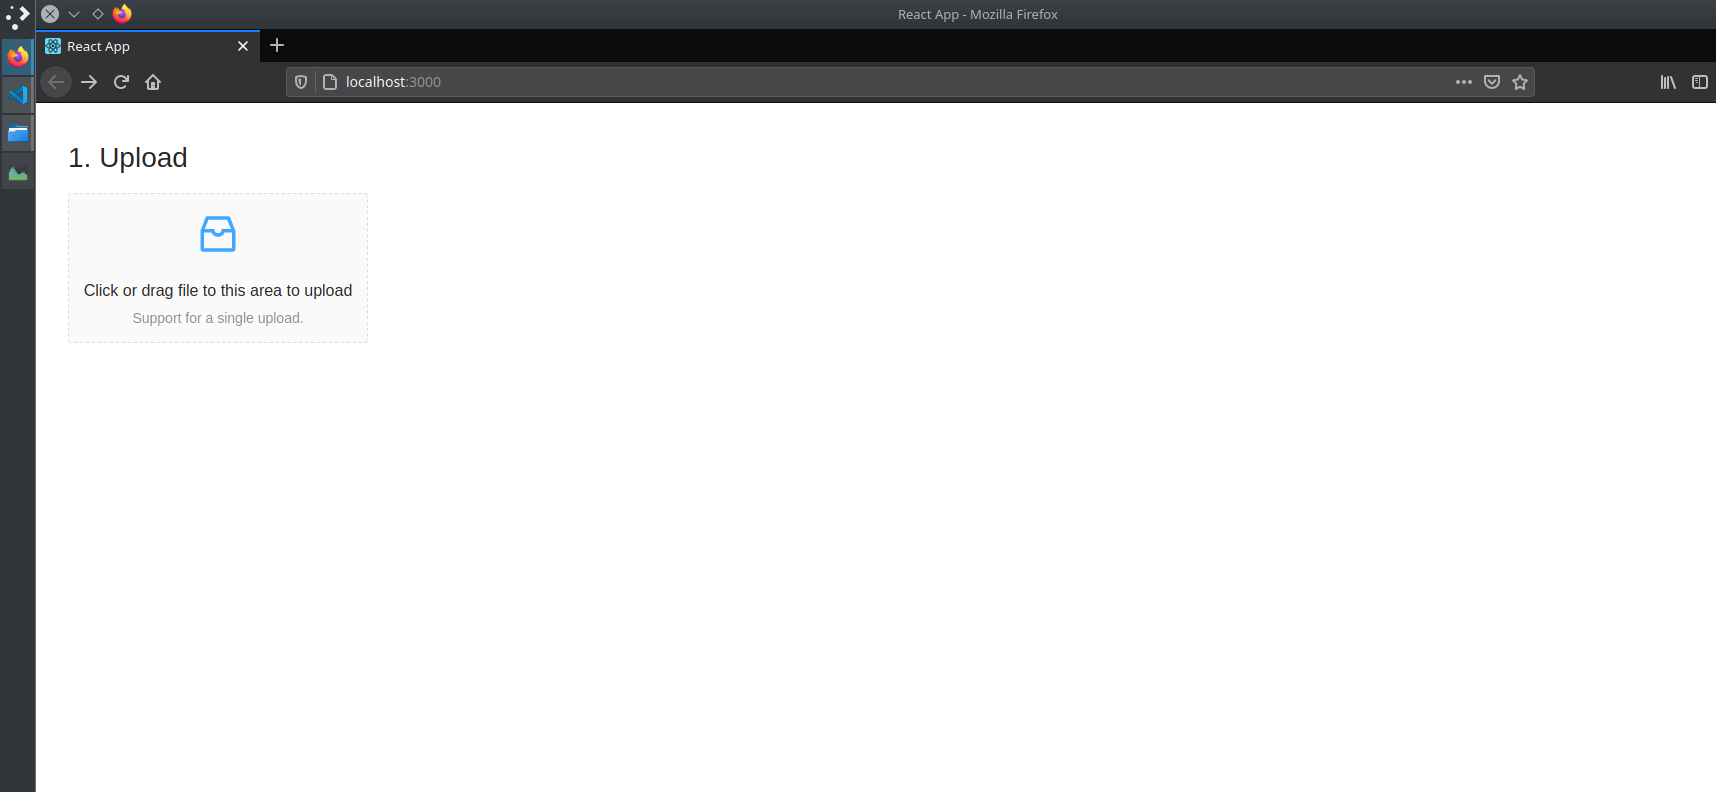 React App - Mozilla Firefox
React App
localhost:3000
1. Upload
Click or drag file to this area to upload
Support for a single upload.